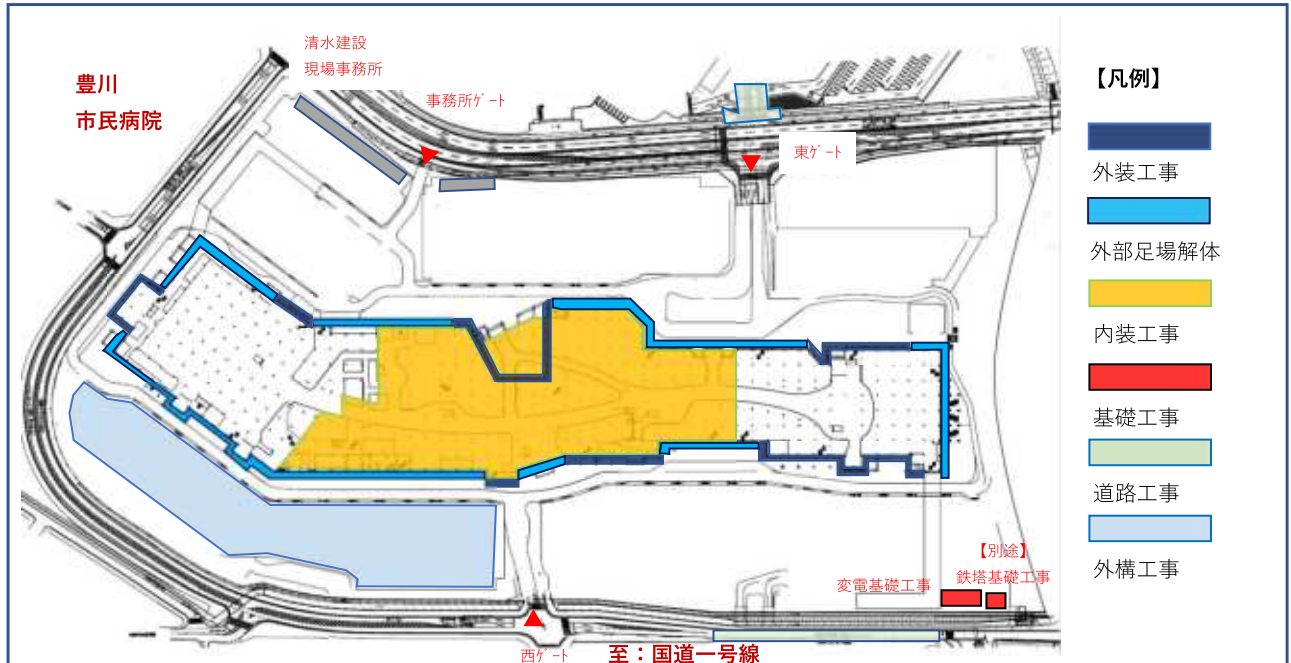 清水建設
現場事務所
豊川
市民病院
事務所ｹﾞｰﾄ
東ｹﾞｰﾄ
【凡例】
外装工事
外部足場解体
内装工事
基礎工事
道路工事
外構工事
【別途】
変電基礎工事
鉄塔基礎工事
西ｹﾞｰﾄ
至：国道一号線